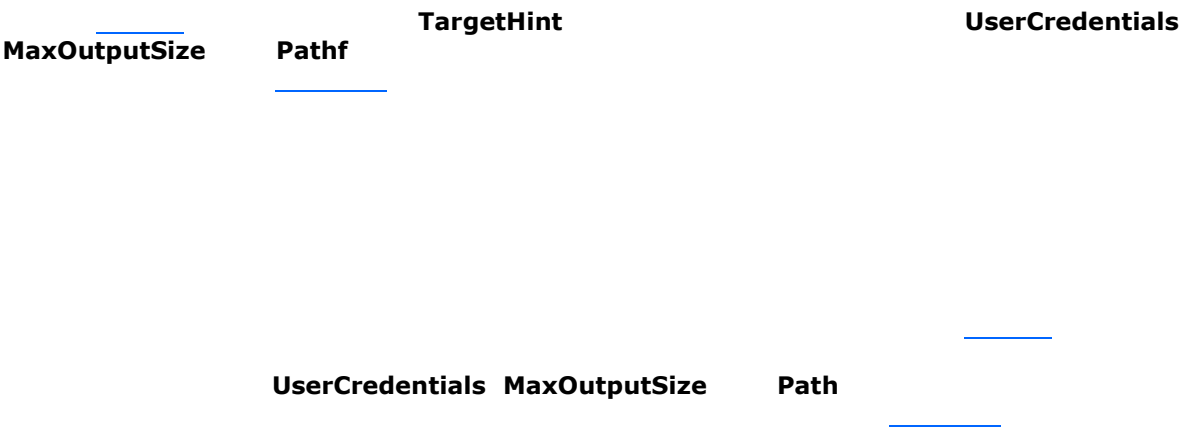 TargetHint UserCredentials
MaxOutputSize Pathf
UserCredentials MaxOutputSize Path